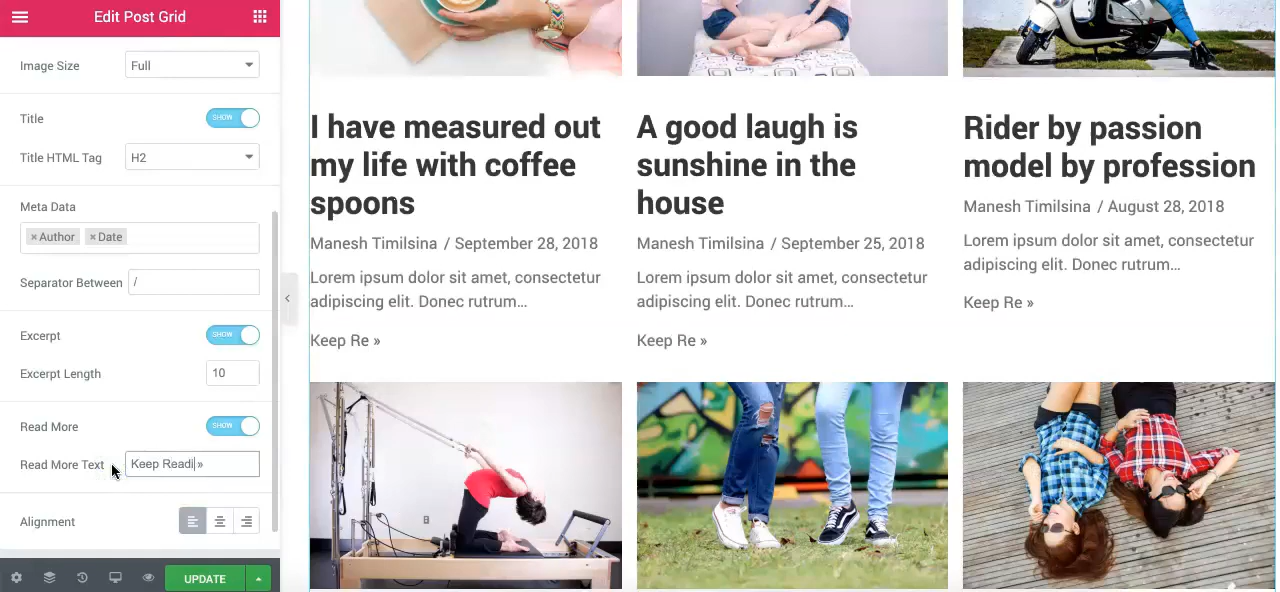 Edit Post Grid
Image Size
Full
Title
SHOW
Title HTML Tag
H2
Meta Data
×Author ×Date
Separator Between
/
Excerpt
SHOW
Excerpt Length
10
Read More
SHOW
Read More Text
Keep Readi »
Alignment
UPDATE
I have measured out
my life with coffee
spoons
Manesh Timilsina / September 28, 2018
Lorem ipsum dolor sit amet, consectetur
adipiscing elit. Donec rutrum…
Keep Re »
A good laugh is
sunshine in the
house
Manesh Timilsina / September 25, 2018
Lorem ipsum dolor sit amet, consectetur
adipiscing elit. Donec rutrum…
Keep Re »
Rider by passion
model by profession
Manesh Timilsina / August 28, 2018
Lorem ipsum dolor sit amet, consectetur
adipiscing elit. Donec rutrum…
Keep Re »